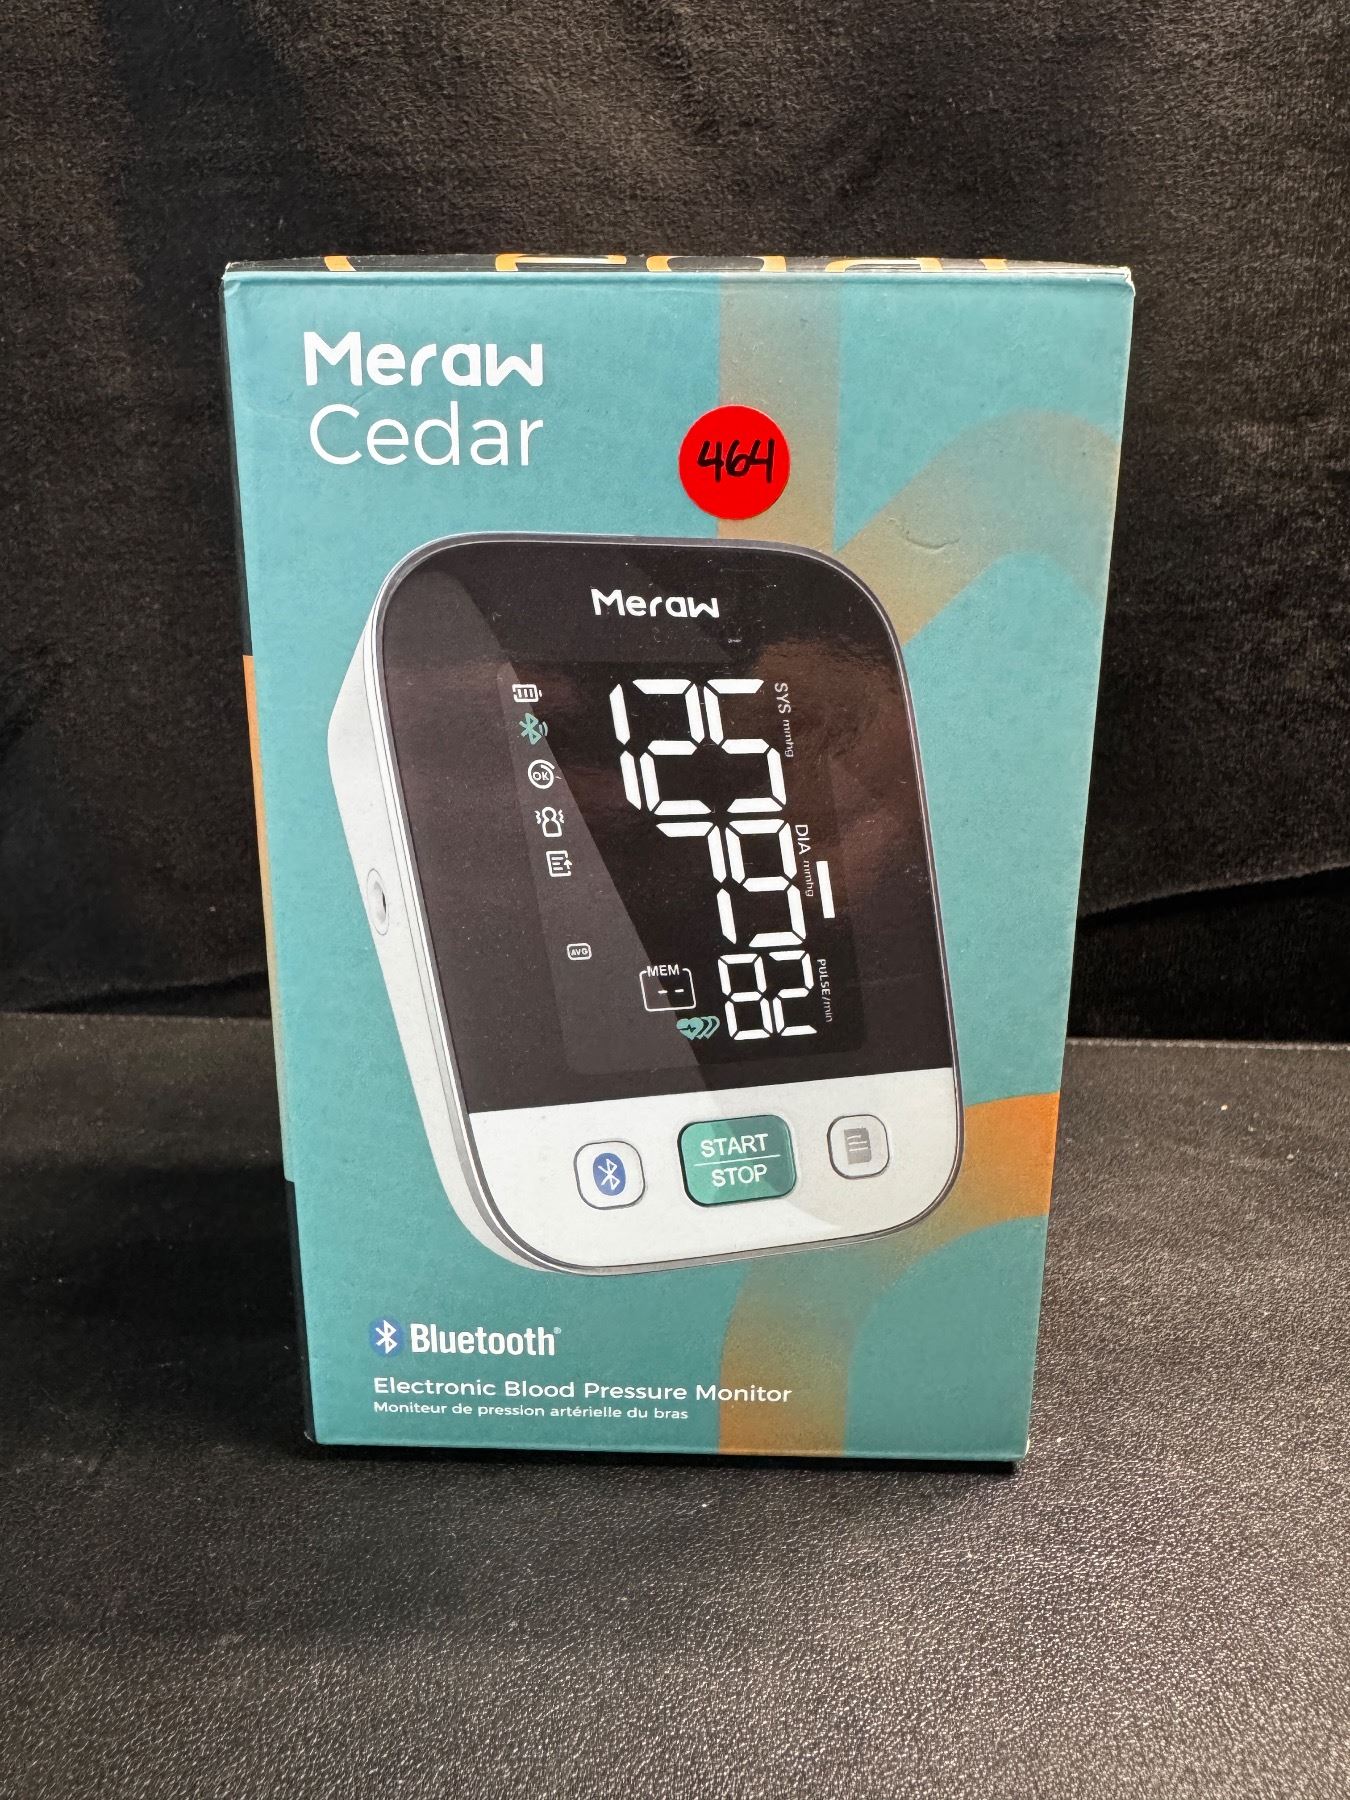 Meraw
Cedar
464
Meraw
SYS mmhg
125
OK
DIA mmhg
79
AVG
MEM
--
82
PULSE/min
START
STOP
Bluetooth®
Electronic Blood Pressure Monitor
Moniteur de pression artérielle du bras